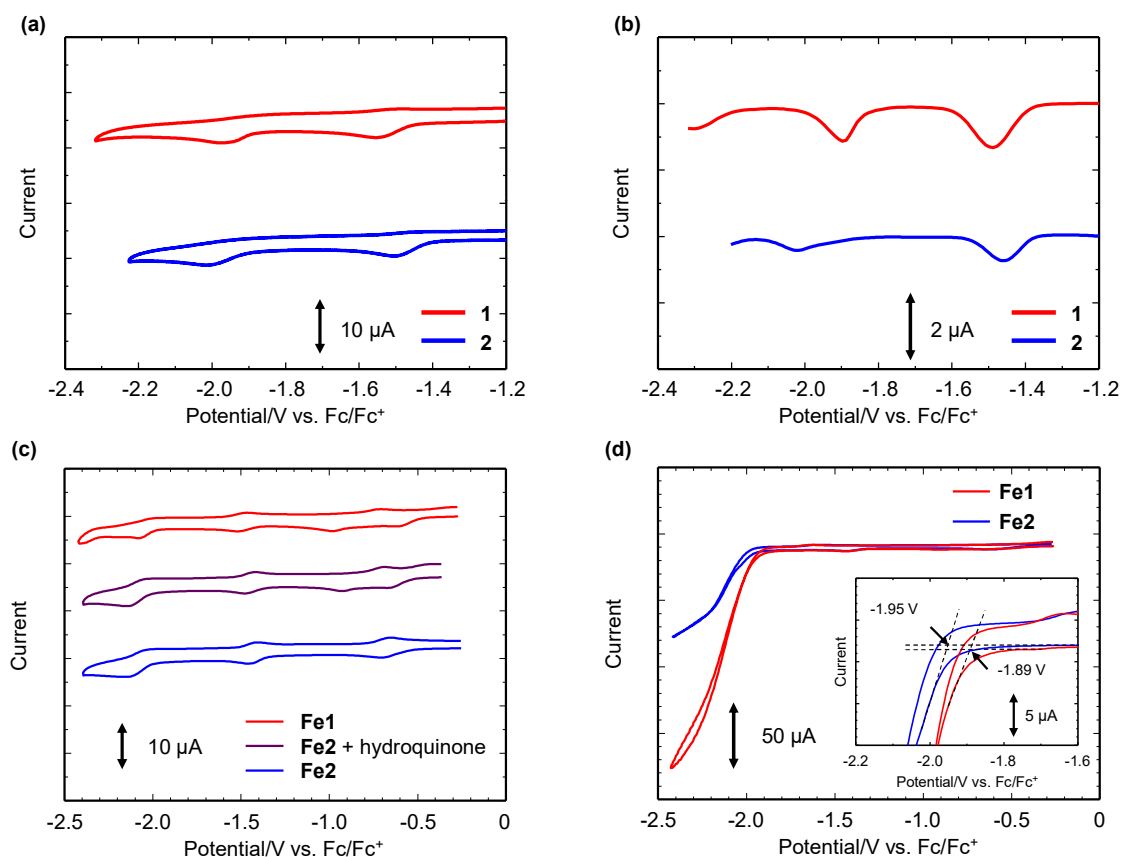 (a)
-2.4 -2.2 -2.0 -1.8 -1.6 -1.4 -1.2
Potential/V vs. Fc/Fc⁺
Current
10 µA
1
2
(b)
-2.4 -2.2 -2.0 -1.8 -1.6 -1.4 -1.2
Potential/V vs. Fc/Fc⁺
Current
2 µA
1
2
(c)
-2.5 -2.0 -1.5 -1.0 -0.5 0
Potential/V vs. Fc/Fc⁺
Current
10 µA
Fe1
Fe2 + hydroquinone
Fe2
(d)
Fe1
Fe2
50 µA
-2.5 -2.0 -1.5 -1.0 -0.5 0
Potential/V vs. Fc/Fc⁺
Current
-1.95 V
-1.89 V
5 µA
Current
-2.2 -2.0 -1.8 -1.6
Potential/V vs. Fc/Fc⁺